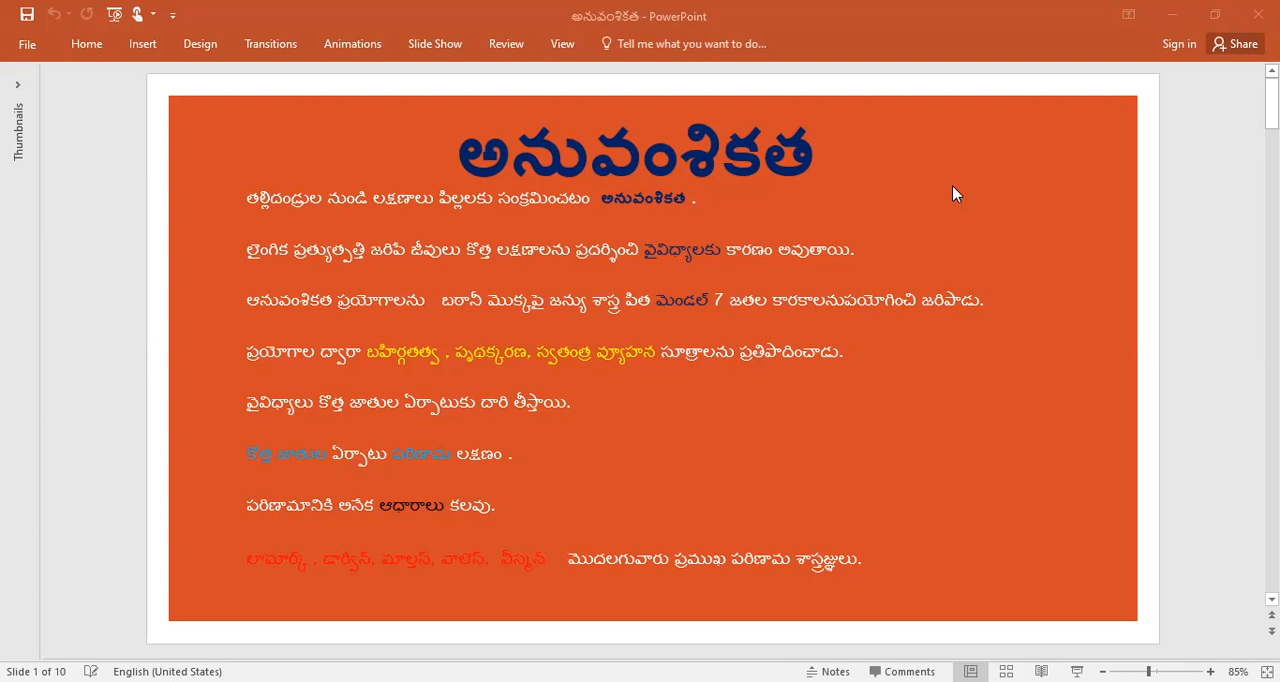 అనువంశికత - PowerPoint
File Home Insert Design Transitions Animations Slide Show Review View Tell me what you want to do... Sign in Share
Thumbnails
అనువంశికత
తల్లిదండ్రుల నుండి లక్షణాలు పిల్లలకు సంక్రమించటం అనువంశికత .
లైంగిక ప్రత్యుత్పత్తి జరిపే జీవులు కొత్త లక్షణాలను ప్రదర్శించి వైవిధ్యాలకు కారణం అవుతాయి.
ఆనువంశికత ప్రయోగాలను బఠానీ మొక్కపై జన్యు శాస్త్ర పిత మెండల్ 7 జతల కారకాలనుపయోగించి జరిపాడు.
ప్రయోగాల ద్వారా బహిర్గతత్వ , పృథక్కరణ, స్వతంత్ర వ్యూహన సూత్రాలను ప్రతిపాదించాడు.
వైవిధ్యాలు కొత్త జాతుల ఏర్పాటుకు దారి తీస్తాయి.
కొత్త జాతుల ఏర్పాటు పరిణామ లక్షణం .
పరిణామానికి అనేక ఆధారాలు కలవు.
లామార్క్ , డార్విన్, మాల్తస్, వాలెస్, వీస్మన్ మొదలగువారు ప్రముఖ పరిణామ శాస్త్రజ్ఞులు.
Slide 1 of 10 English (United States) Notes Comments 85%